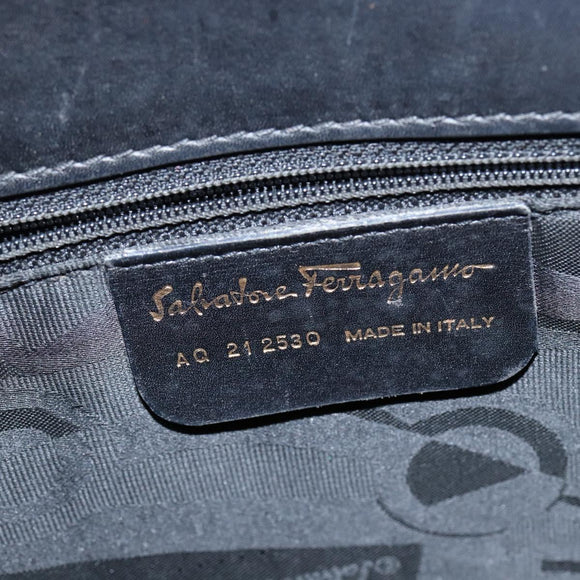 Salvatore Ferragamo
AQ 21 2530 MADE IN ITALY